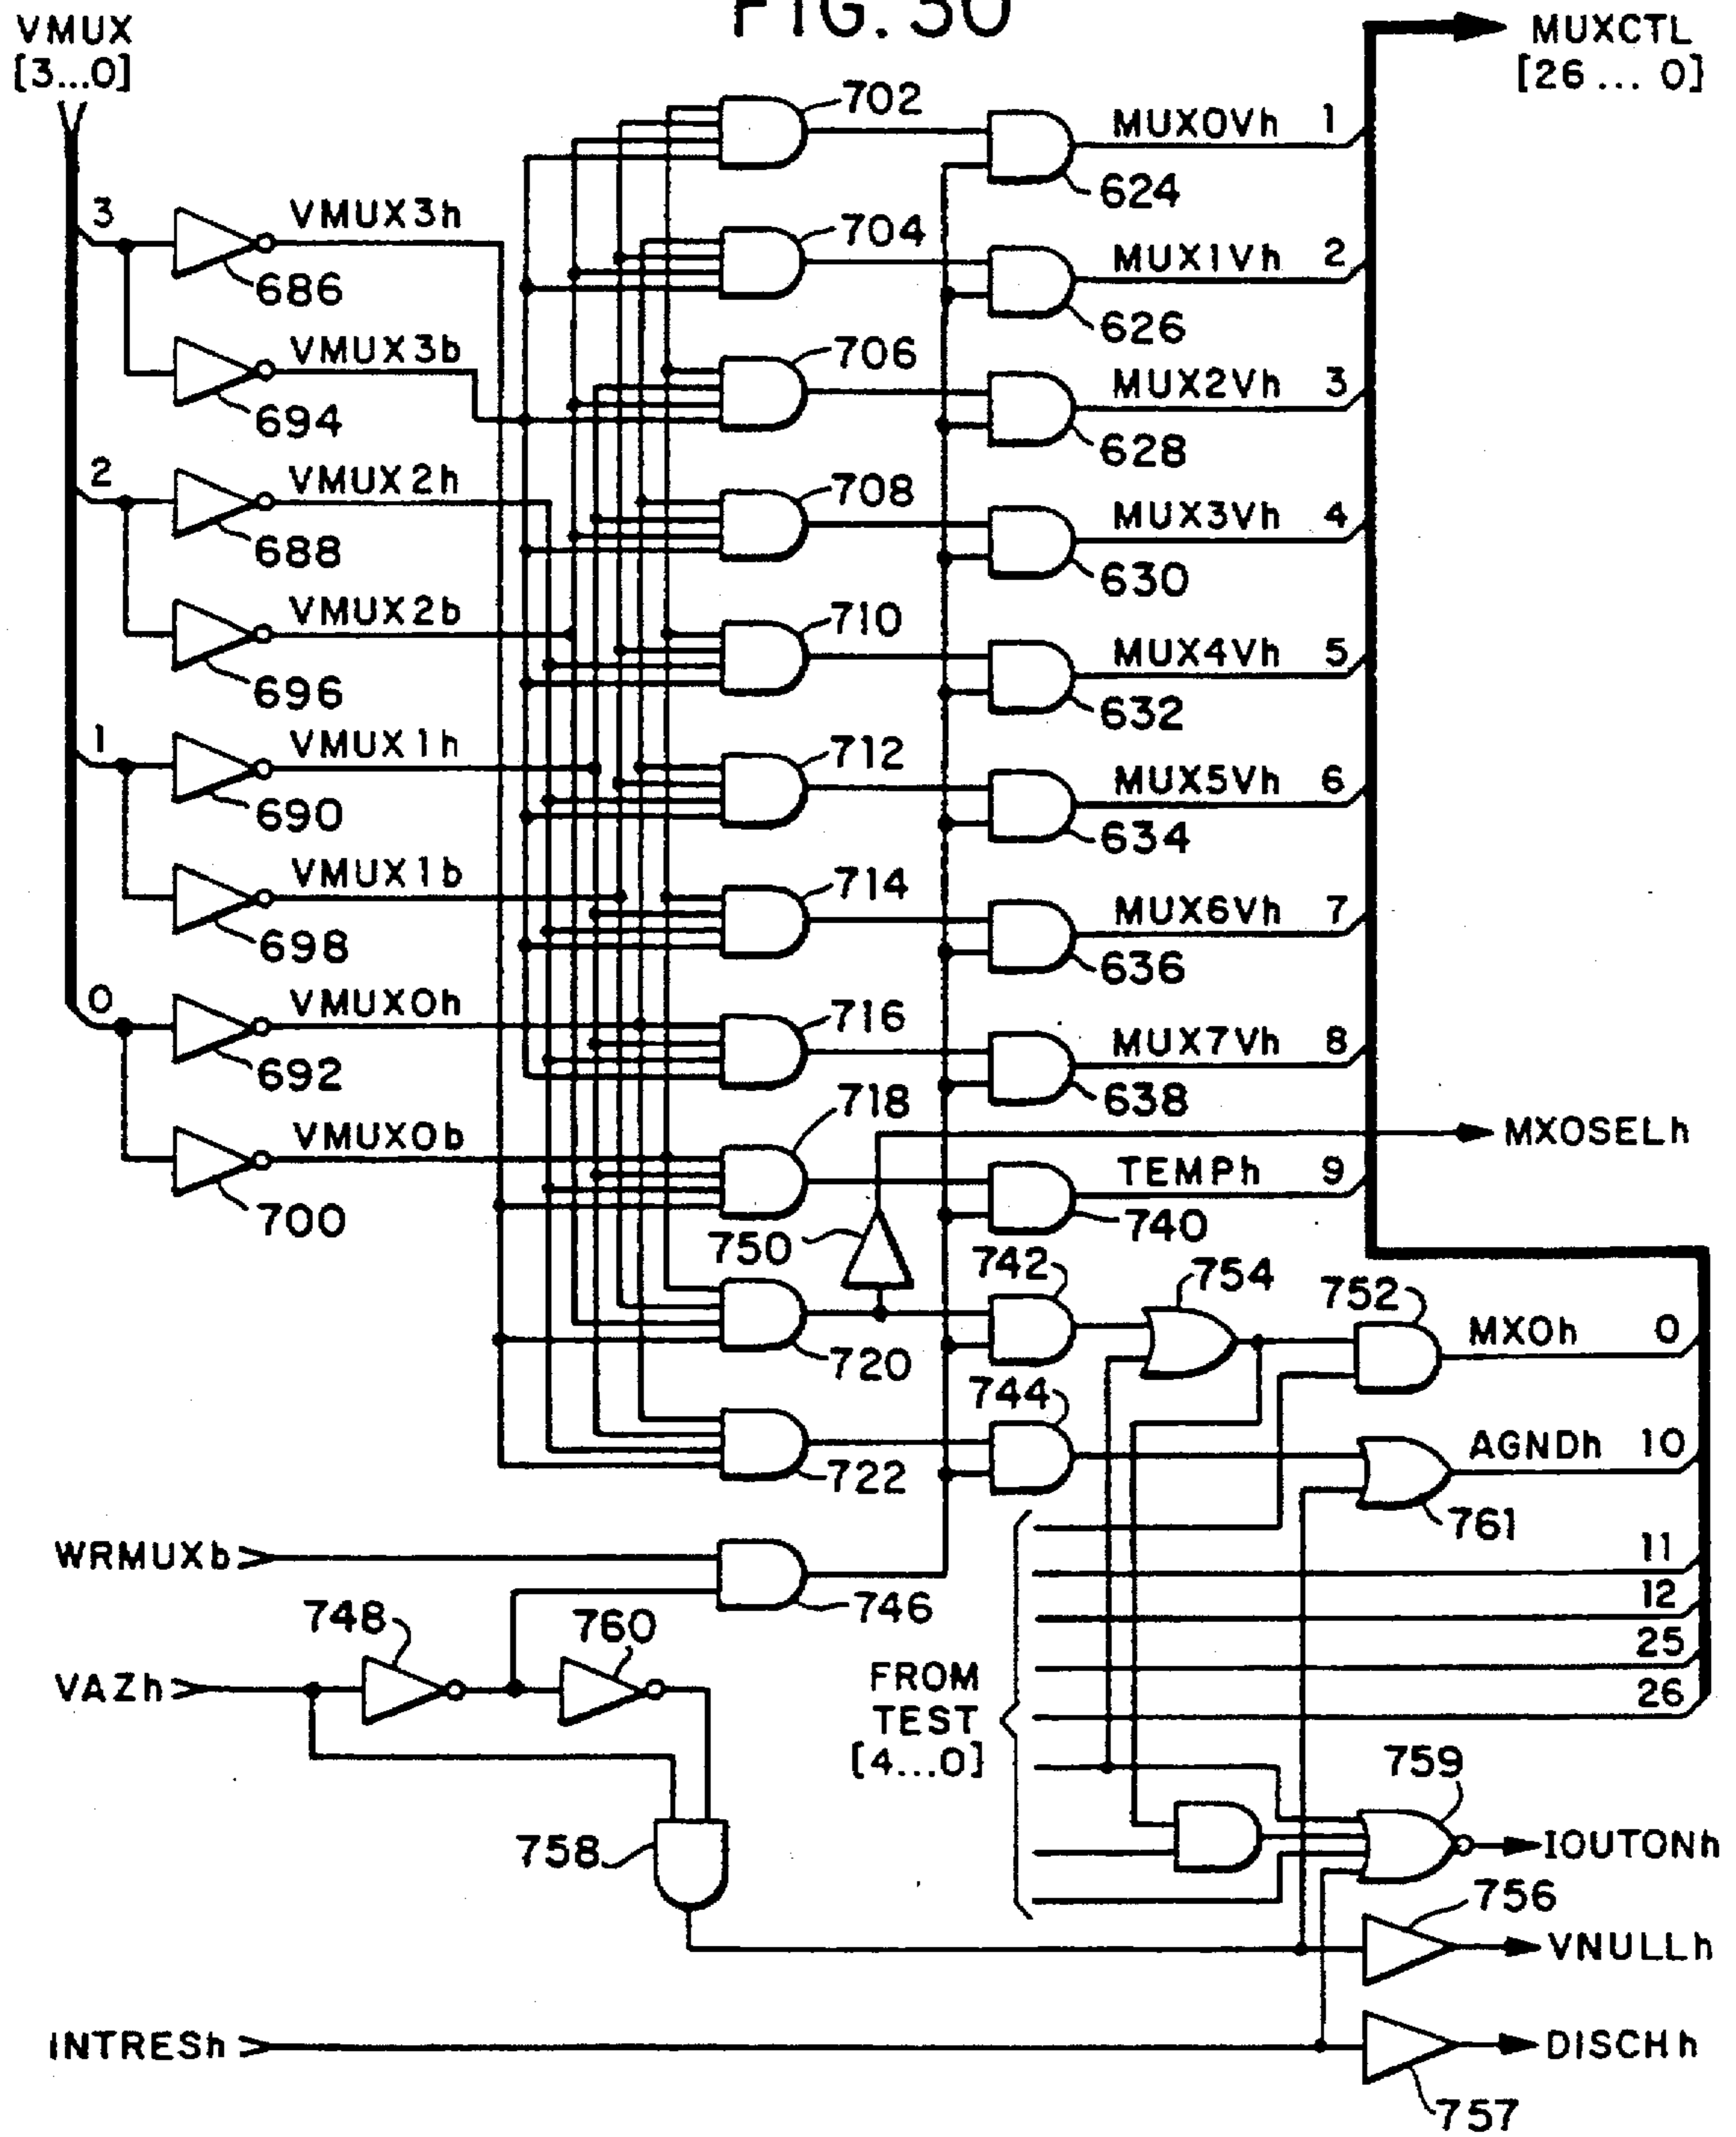 FIG. 30
VMUX
[3...0]
MUXCTL
[26 ... 0]
702
MUX0Vh 1
624
3
VMUX3h
686
704
MUX1Vh 2
626
VMUX3b
694
706
MUX2Vh 3
628
2
VMUX2h
688
708
MUX3Vh 4
630
VMUX2b
696
710
MUX4Vh 5
632
1
VMUX1h
690
712
MUX5Vh 6
634
VMUX1b
698
714
MUX6Vh 7
636
0
VMUX0h
692
716
MUX7Vh 8
638
VMUX0b
700
718
MXOSELh
TEMPh 9
740
750
742
754
752
MXOh 0
720
744
AGNDh 10
722
761
WRMUXb
746
11
12
25
26
748
760
VAZh
FROM
TEST
[4...0]
758
759
IOUTONh
756
VNULLh
INTRESh
DISCHh
757